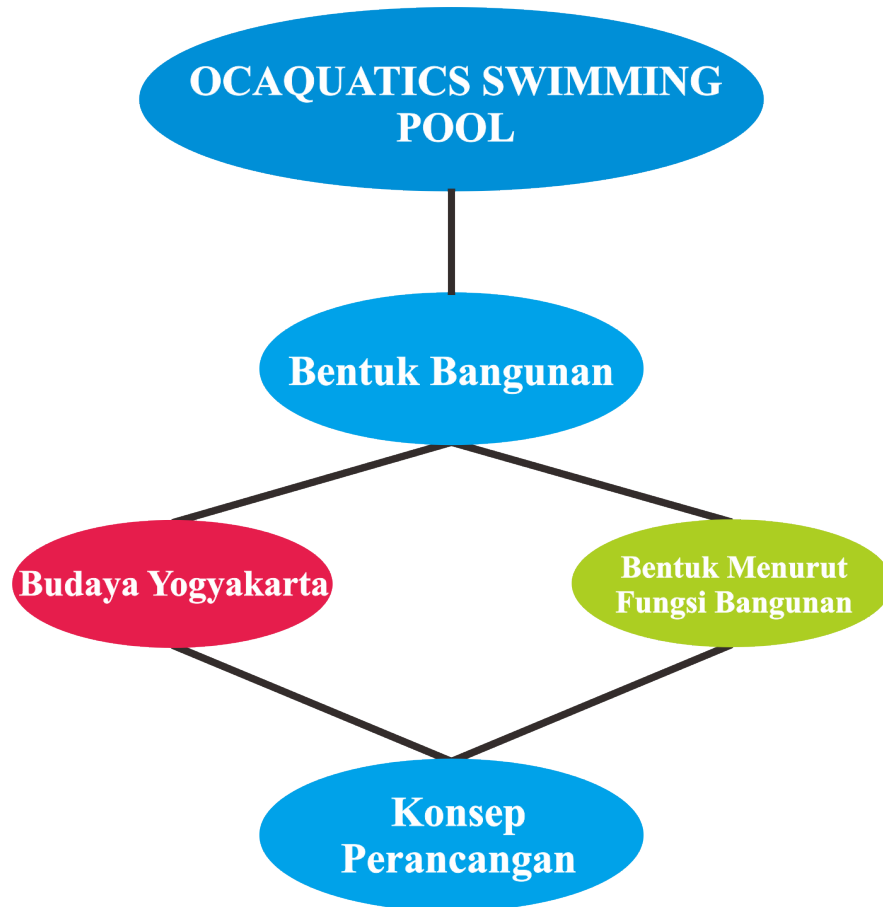 OCAQUATICS SWIMMING
POOL
Bentuk Bangunan
Budaya Yogyakarta
Bentuk Menurut
Fungsi Bangunan
Konsep
Perancangan